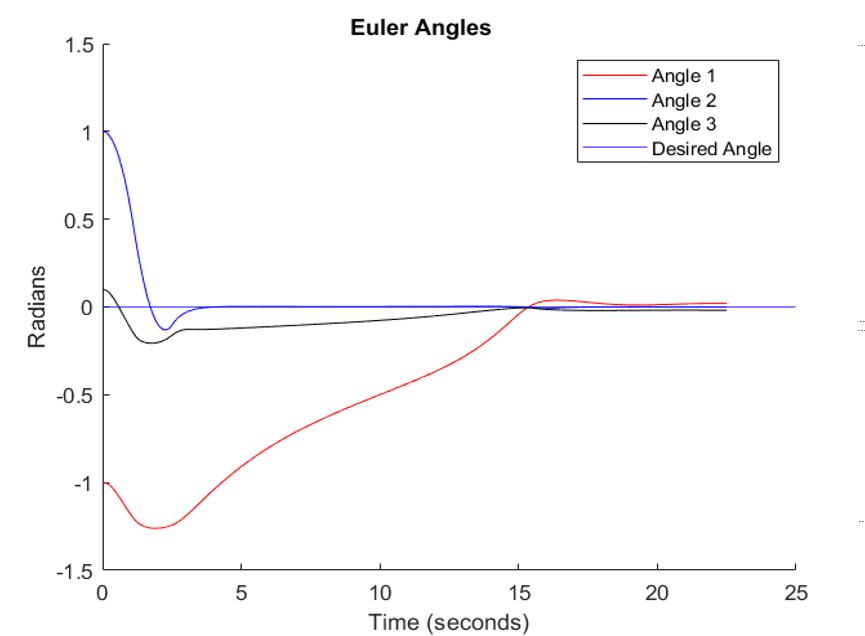 Euler Angles
1.5
1
0.5
0
-0.5
-1
-1.5
Radians
Angle 1
Angle 2
Angle 3
Desired Angle
0 5 10 15 20 25
Time (seconds)